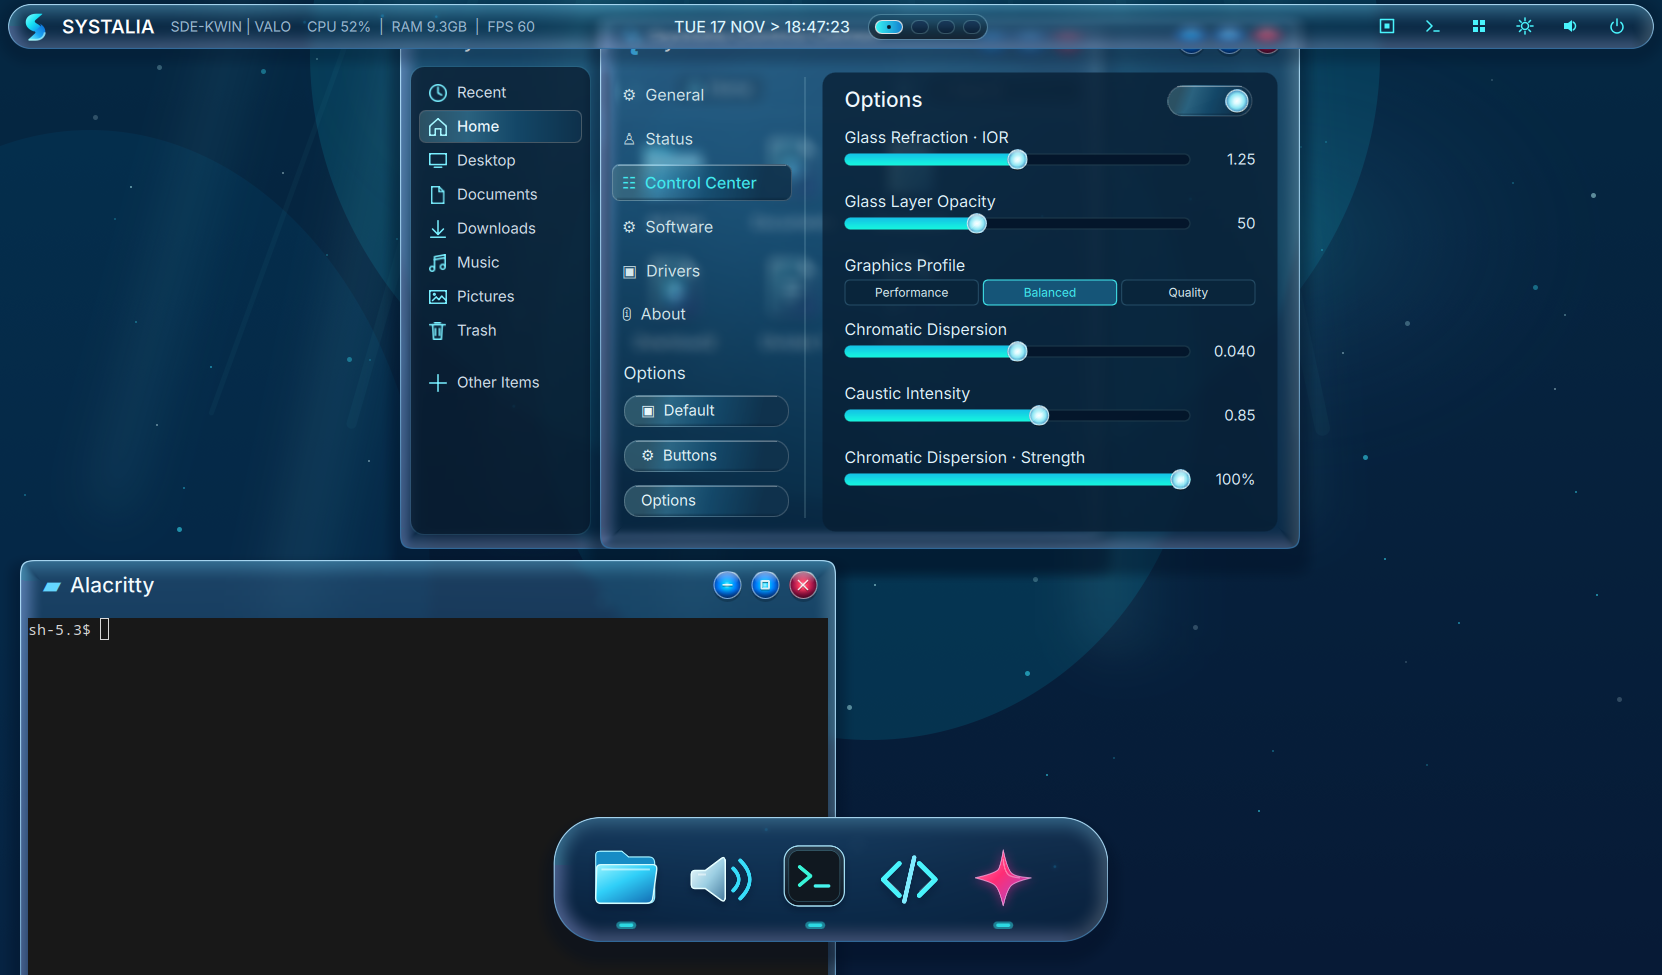 SYSTALIA SDE-KWIN | VALO CPU 52% | RAM 9.3GB | FPS 60 TUE 17 NOV > 18:47:23
Recent
Home
Desktop
Documents
Downloads
Music
Pictures
Trash
Other Items
General
Status
Control Center
Software
Drivers
About
Options
Default
Buttons
Options
Options
Glass Refraction · IOR
1.25
Glass Layer Opacity
50
Graphics Profile
Performance Balanced Quality
Chromatic Dispersion
0.040
Caustic Intensity
0.85
Chromatic Dispersion · Strength
100%
Alacritty
sh-5.3$